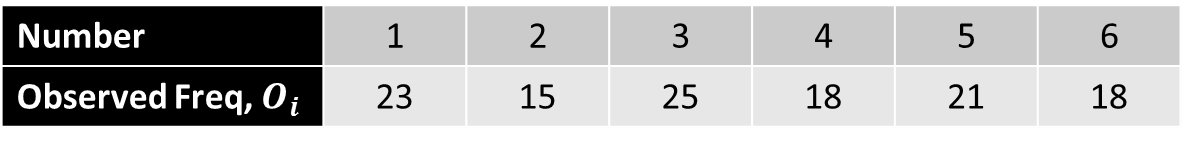 Number 1 2 3 4 5 6
Observed Freq, Oᵢ 23 15 25 18 21 18